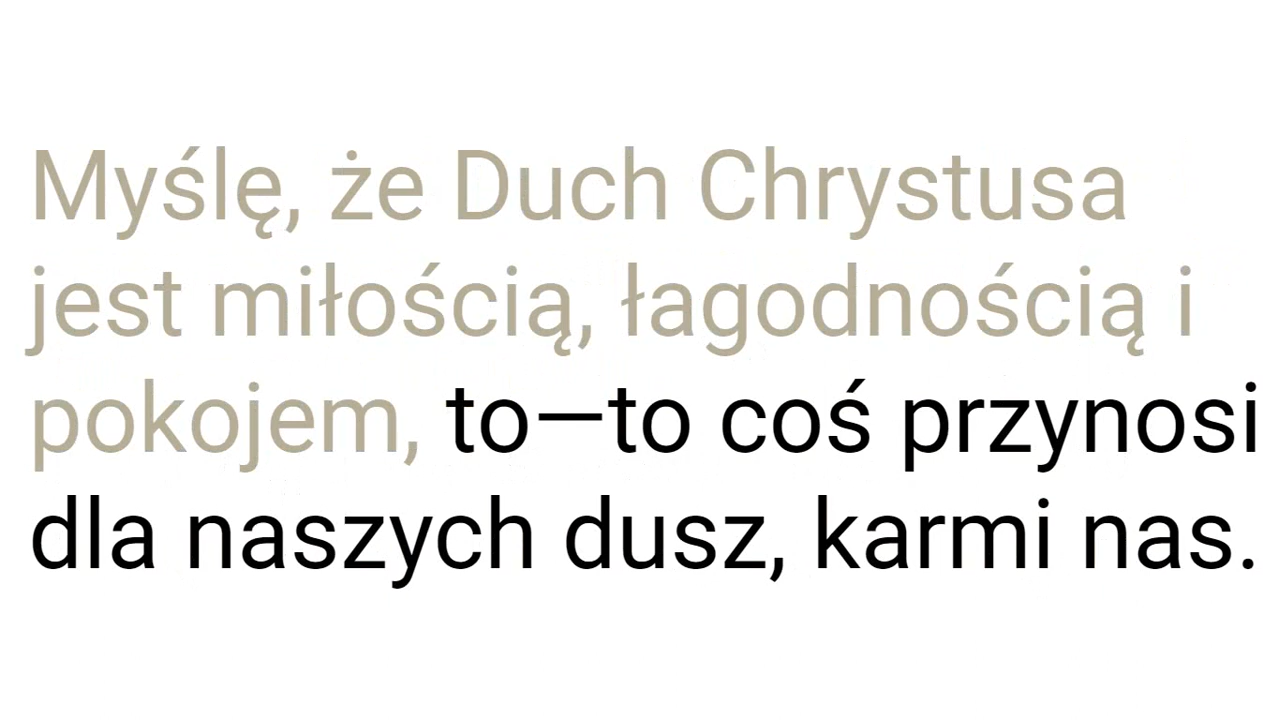 Myślę, że Duch Chrystusa
jest miłością, łagodnością i
pokojem, to—to coś przynosi
dla naszych dusz, karmi nas.